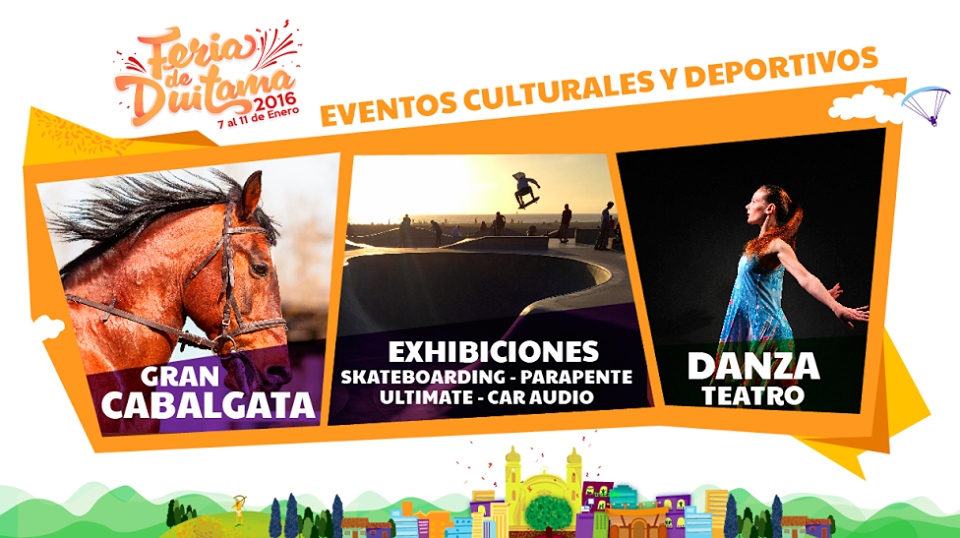 Feria
de
Duitama
2016
7 al 11 de Enero
EVENTOS CULTURALES Y DEPORTIVOS
GRAN
CABALGATA
EXHIBICIONES
SKATEBOARDING - PARAPENTE
ULTIMATE - CAR AUDIO
DANZA
TEATRO